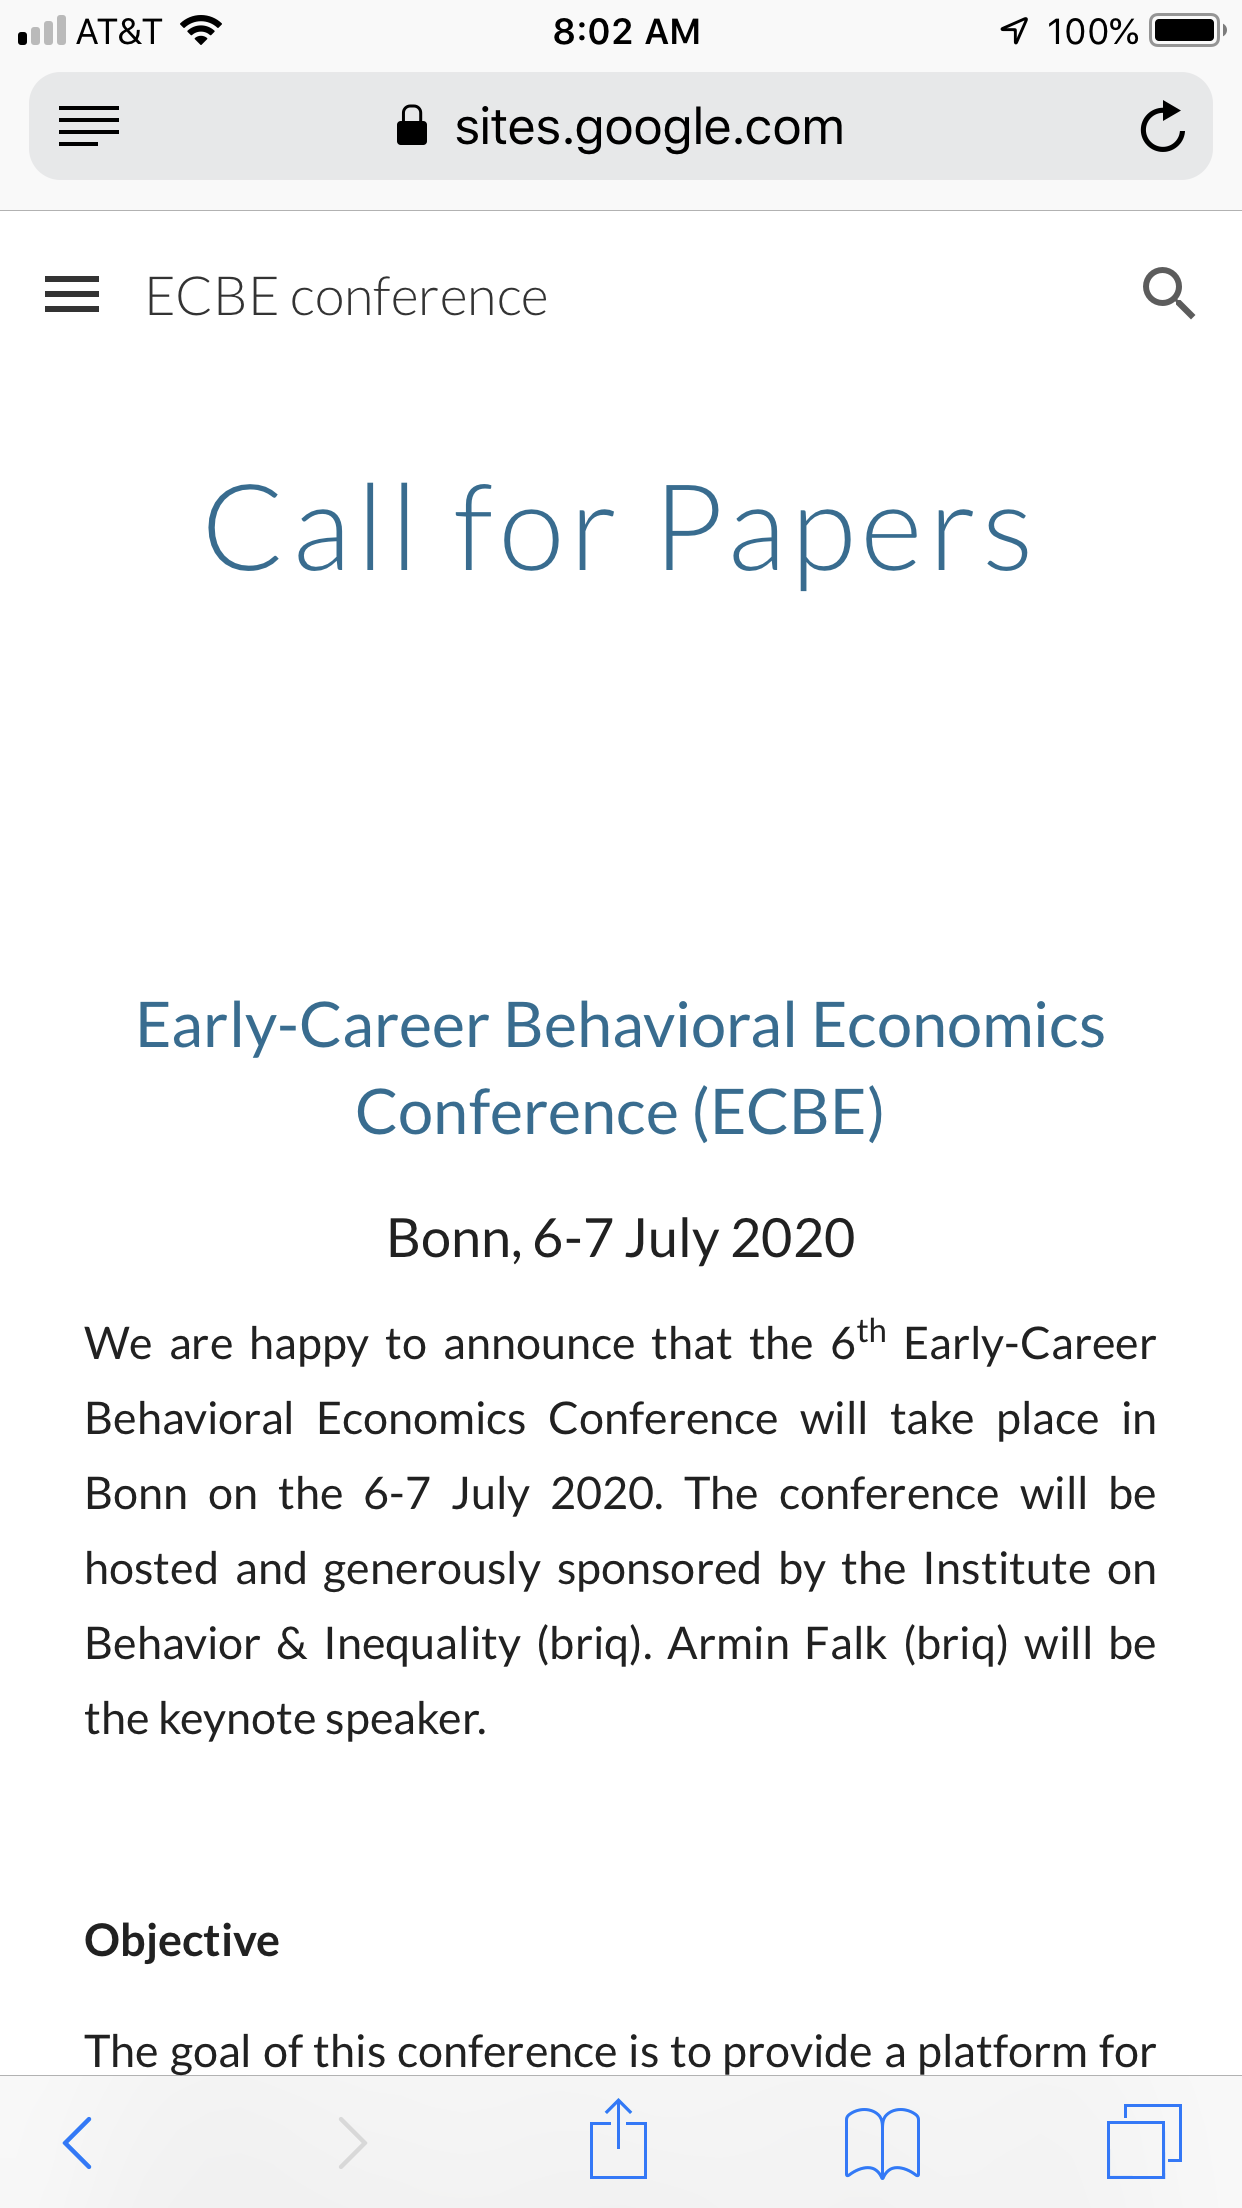 AT&T 8:02 AM 100%
sites.google.com
ECBE conference
Call for Papers
Early-Career Behavioral Economics
Conference (ECBE)
Bonn, 6-7 July 2020
We are happy to announce that the 6th Early-Career
Behavioral Economics Conference will take place in
Bonn on the 6-7 July 2020. The conference will be
hosted and generously sponsored by the Institute on
Behavior & Inequality (briq). Armin Falk (briq) will be
the keynote speaker.
Objective
The goal of this conference is to provide a platform for